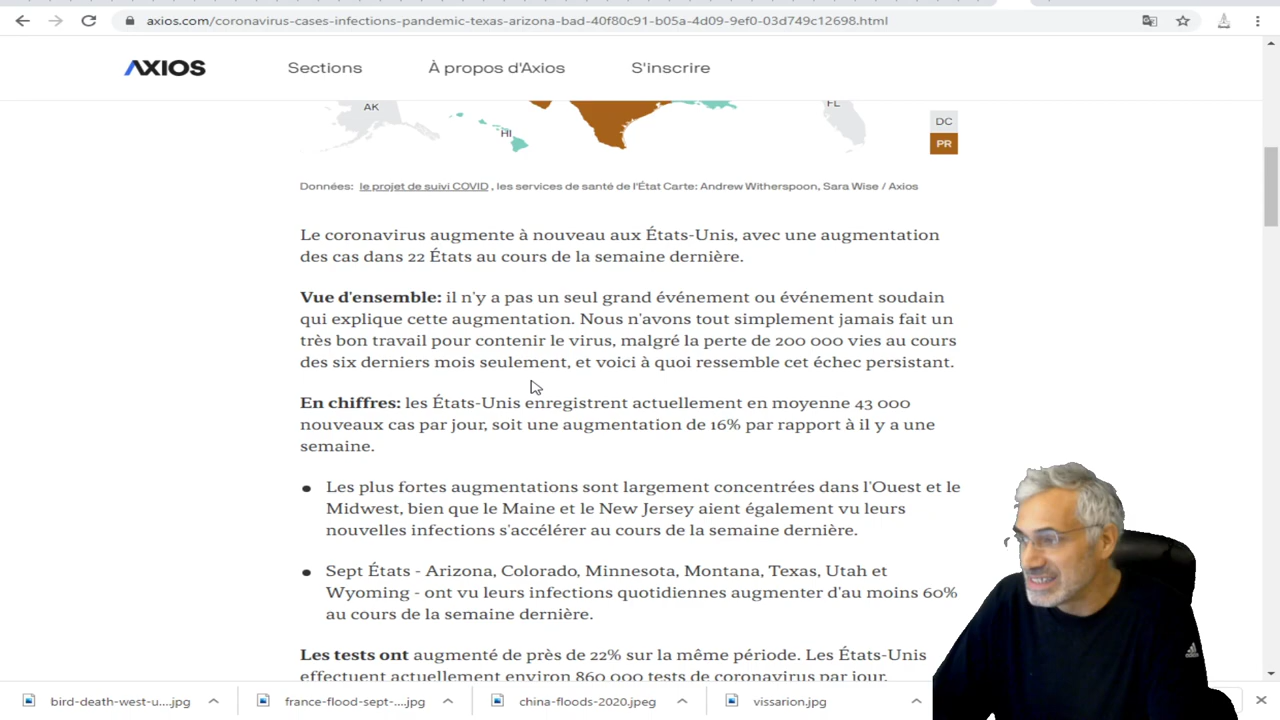 axios.com/coronavirus-cases-infections-pandemic-texas-arizona-bad-40f80c91-b05a-4d09-9ef0-03d749c12698.html
AXIOS Sections À propos d'Axios S'inscrire
AK HI FL DC
PR
Données: le projet de suivi COVID , les services de santé de l'État Carte: Andrew Witherspoon, Sara Wise / Axios
Le coronavirus augmente à nouveau aux États-Unis, avec une augmentation
des cas dans 22 États au cours de la semaine dernière.
Vue d'ensemble: il n'y a pas un seul grand événement ou événement soudain
qui explique cette augmentation. Nous n'avons tout simplement jamais fait un
très bon travail pour contenir le virus, malgré la perte de 200 000 vies au cours
des six derniers mois seulement, et voici à quoi ressemble cet échec persistant.
En chiffres: les États-Unis enregistrent actuellement en moyenne 43 000
nouveaux cas par jour, soit une augmentation de 16% par rapport à il y a une
semaine.
Les plus fortes augmentations sont largement concentrées dans l'Ouest et le
Midwest, bien que le Maine et le New Jersey aient également vu leurs
nouvelles infections s'accélérer au cours de la semaine dernière.
Sept États - Arizona, Colorado, Minnesota, Montana, Texas, Utah et
Wyoming - ont vu leurs infections quotidiennes augmenter d'au moins 60%
au cours de la semaine dernière.
Les tests ont augmenté de près de 22% sur la même période. Les États-Unis
effectuent actuellement environ 860 000 tests de coronavirus par jour.
bird-death-west-u....jpg france-flood-sept-....jpg china-floods-2020.jpeg vissarion.jpg